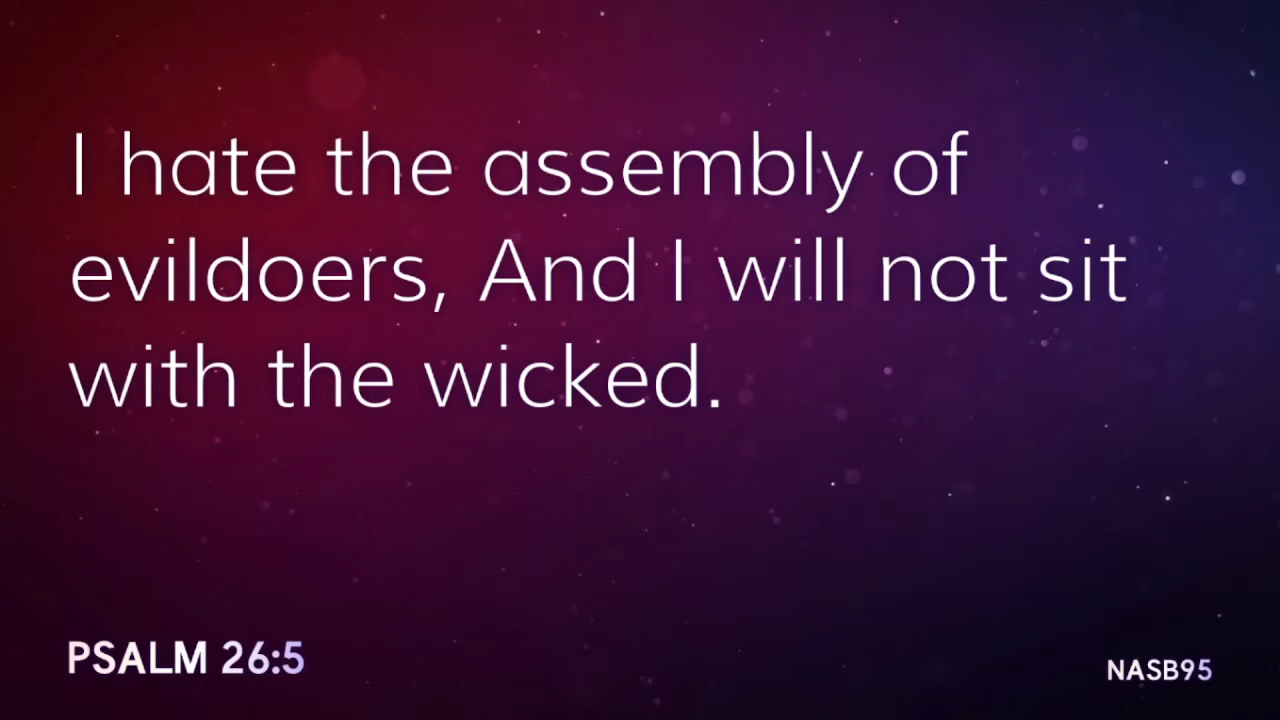 I hate the assembly of
evildoers, And I will not sit
with the wicked.
PSALM 26:5
NASB95